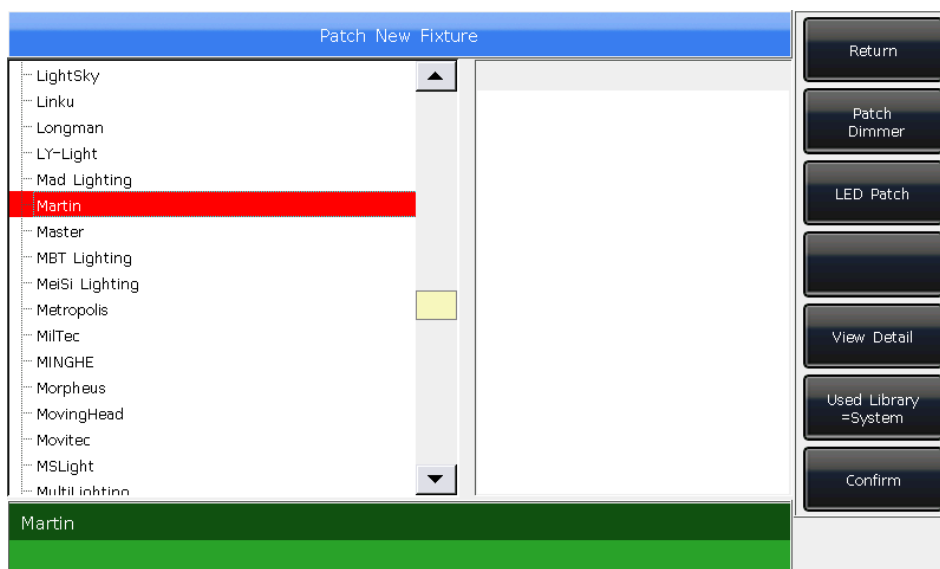 Patch New Fixture
LightSky
Linku
Longman
LY-Light
Mad Lighting
Martin
Master
MBT Lighting
MeiSi Lighting
Metropolis
MilTec
MINGHE
Morpheus
MovingHead
Movitec
MSLight
MultiLighting
Martin
Return
Patch
Dimmer
LED Patch
View Detail
Used Library
=System
Confirm